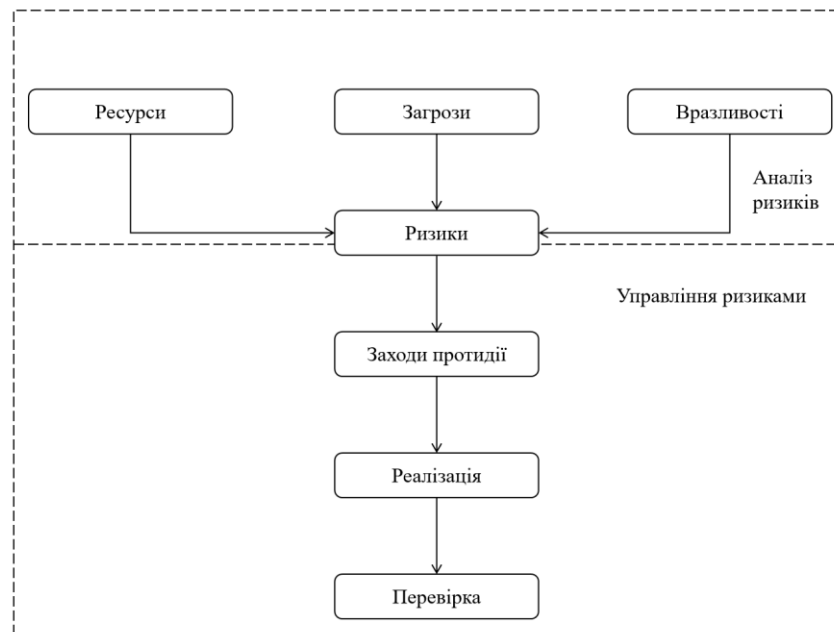 Ресурси
Загрози
Вразливості
Аналіз
ризиків
Ризики
Управління ризиками
Заходи протидії
Реалізація
Перевірка